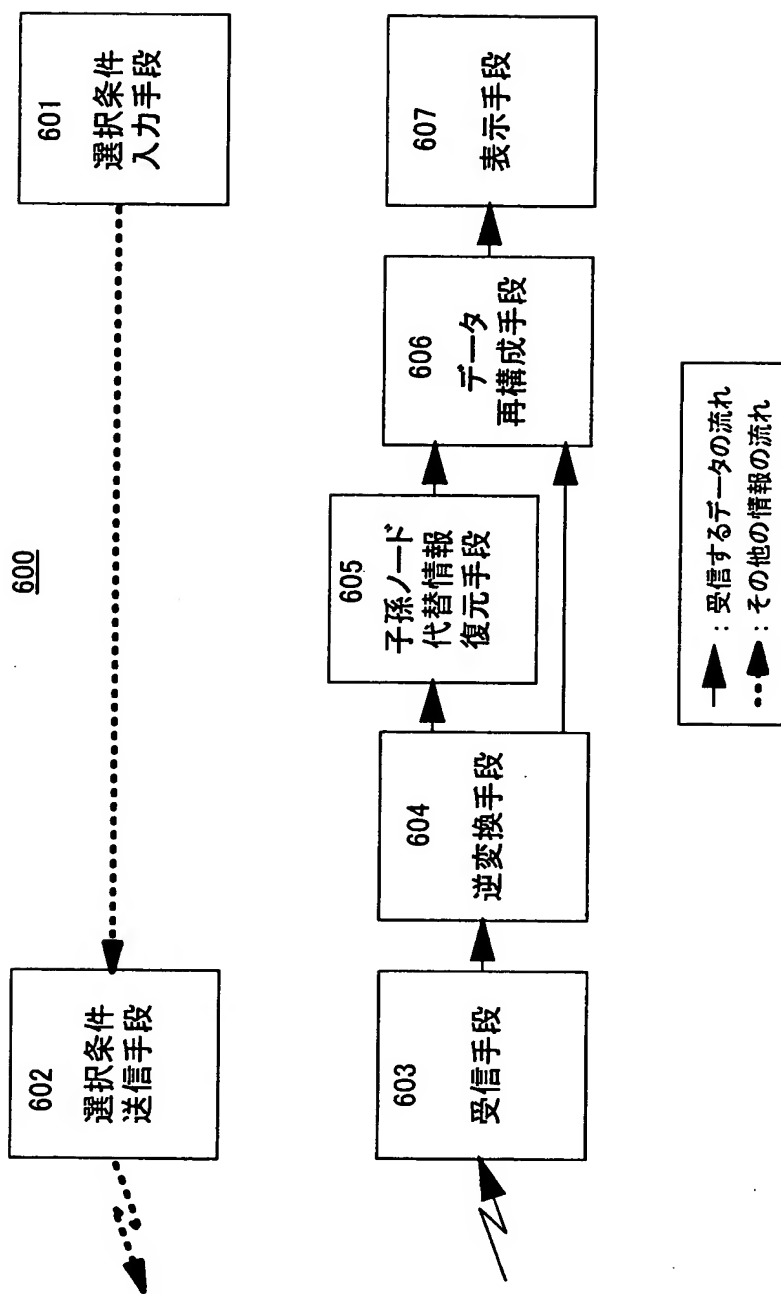 600
602
選択条件
送信手段
601
選択条件
入力手段
603
受信手段
604
逆変換手段
605
子孫ノード
代替情報
復元手段
606
データ
再構成手段
607
表示手段
：受信するデータの流れ
：その他の情報の流れ